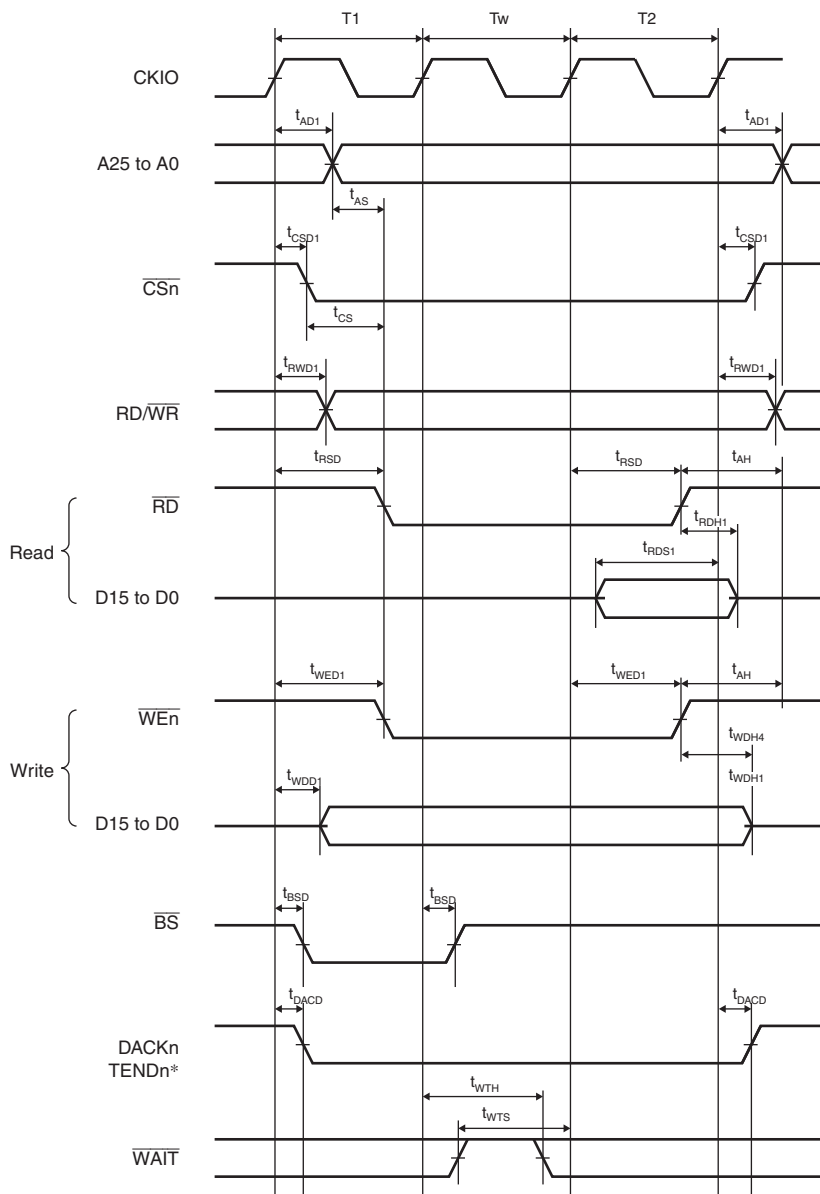 T1 Tw T2
CKIO
tAD1 tAD1
A25 to A0
tAS
tCSD1 tCSD1
CSn
tCS
tRWD1 tRWD1
RD/WR
tRSD tRSD tAH
RD
tRDH1
Read
tRDS1
D15 to D0
tWED1 tWED1 tAH
WEn
tWDH4
Write
tWDD1 tWDH1
D15 to D0
tBSD tBSD
BS
tDACD tDACD
DACKn
TENDn*
tWTH
tWTS
WAIT